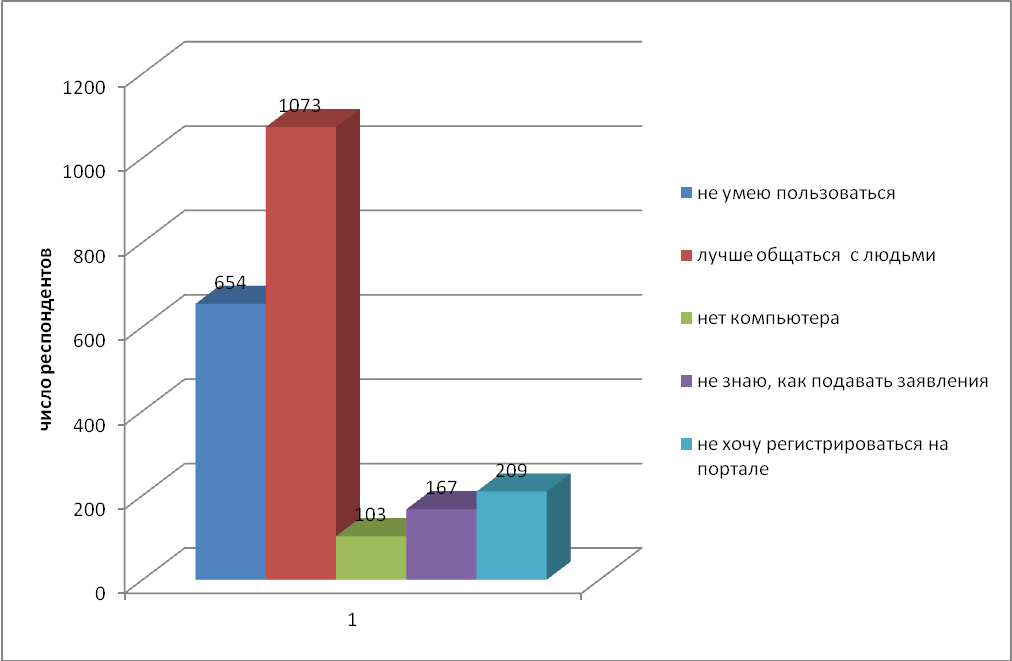 1200
1000
800
600
400
200
0
число респондентов
654
1073
103
167
209
1
не умею пользоваться
лучше общаться  с людьми
нет компьютера
не знаю, как подавать заявления
не хочу регистрироваться на
портале